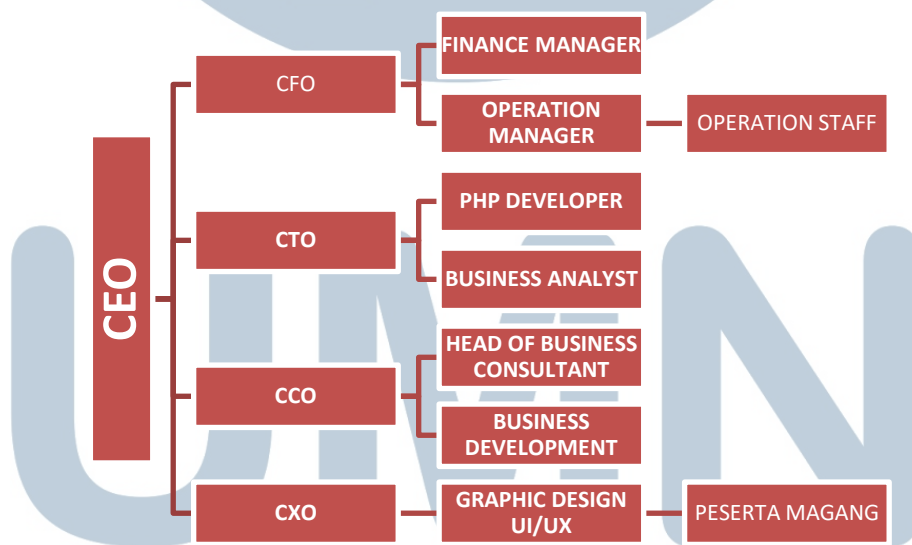 CEO
CFO
FINANCE MANAGER
OPERATION
MANAGER
OPERATION STAFF
CTO
PHP DEVELOPER
BUSINESS ANALYST
CCO
HEAD OF BUSINESS
CONSULTANT
BUSINESS
DEVELOPMENT
CXO
GRAPHIC DESIGN
UI/UX
PESERTA MAGANG
UMN